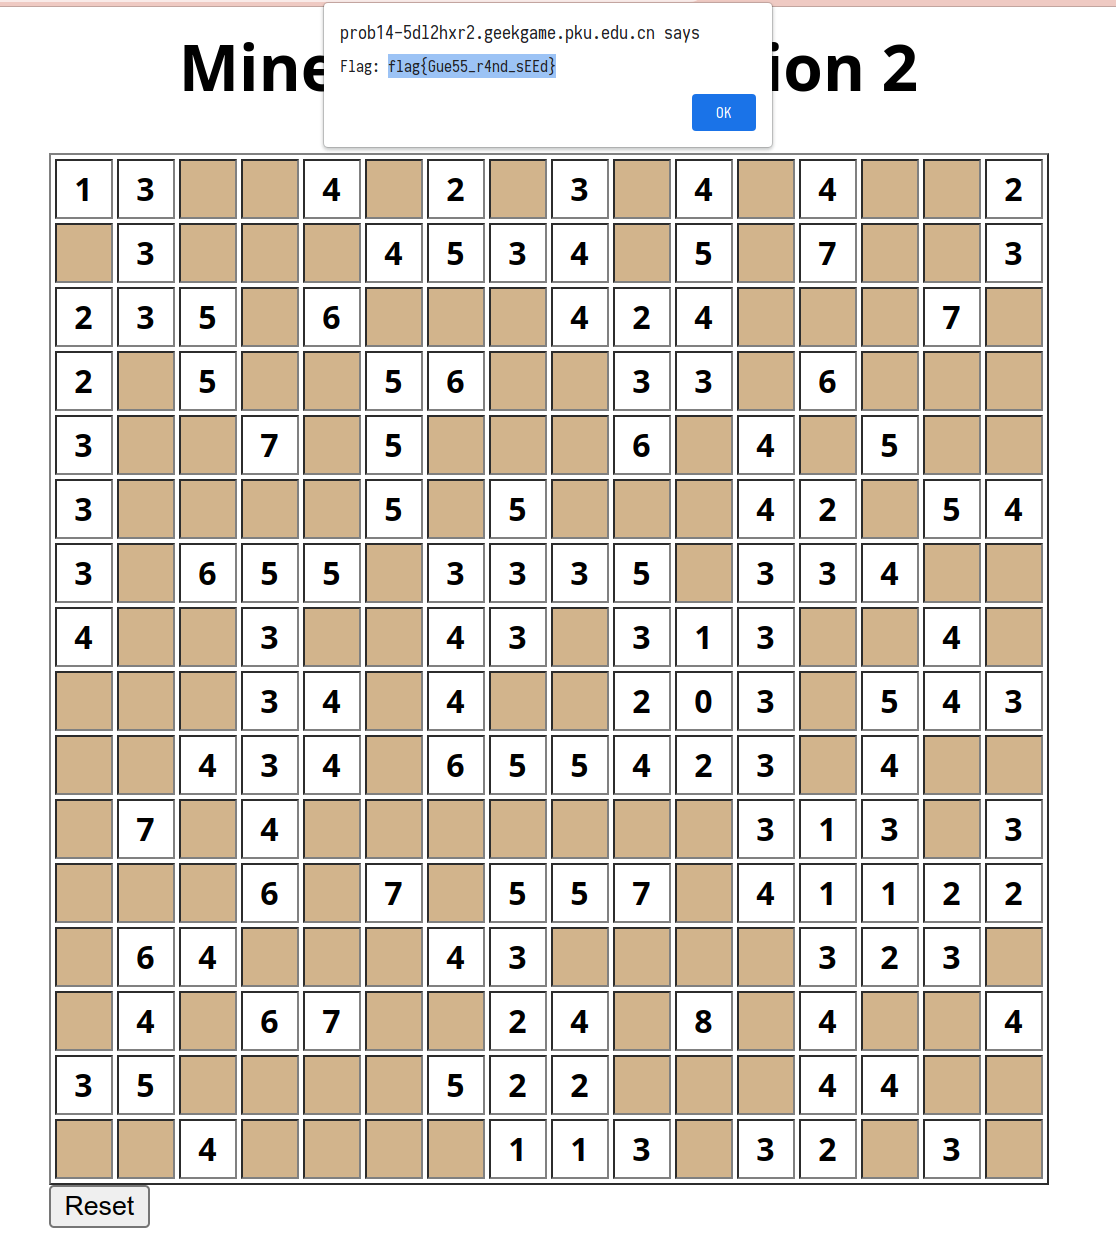 prob14-5dl2hxr2.geekgame.pku.edu.cn says
Flag: flag{Gue55_r4nd_sEEd}
OK
Mine ion 2
1 3 4 2 3 4 4 2
3 4 5 3 4 5 7 3
2 3 5 6 4 2 4 7
2 5 5 6 3 3 6
3 7 5 6 4 5
3 5 5 4 2 5 4
3 6 5 5 3 3 3 5 3 3 4
4 3 4 3 3 1 3 4
3 4 4 2 0 3 5 4 3
4 3 4 6 5 5 4 2 3 4
7 4 3 1 3 3
6 7 5 5 7 4 1 1 2 2
6 4 4 3 3 2 3
4 6 7 2 4 8 4 4
3 5 5 2 2 4 4
4 1 1 3 3 2 3
Reset